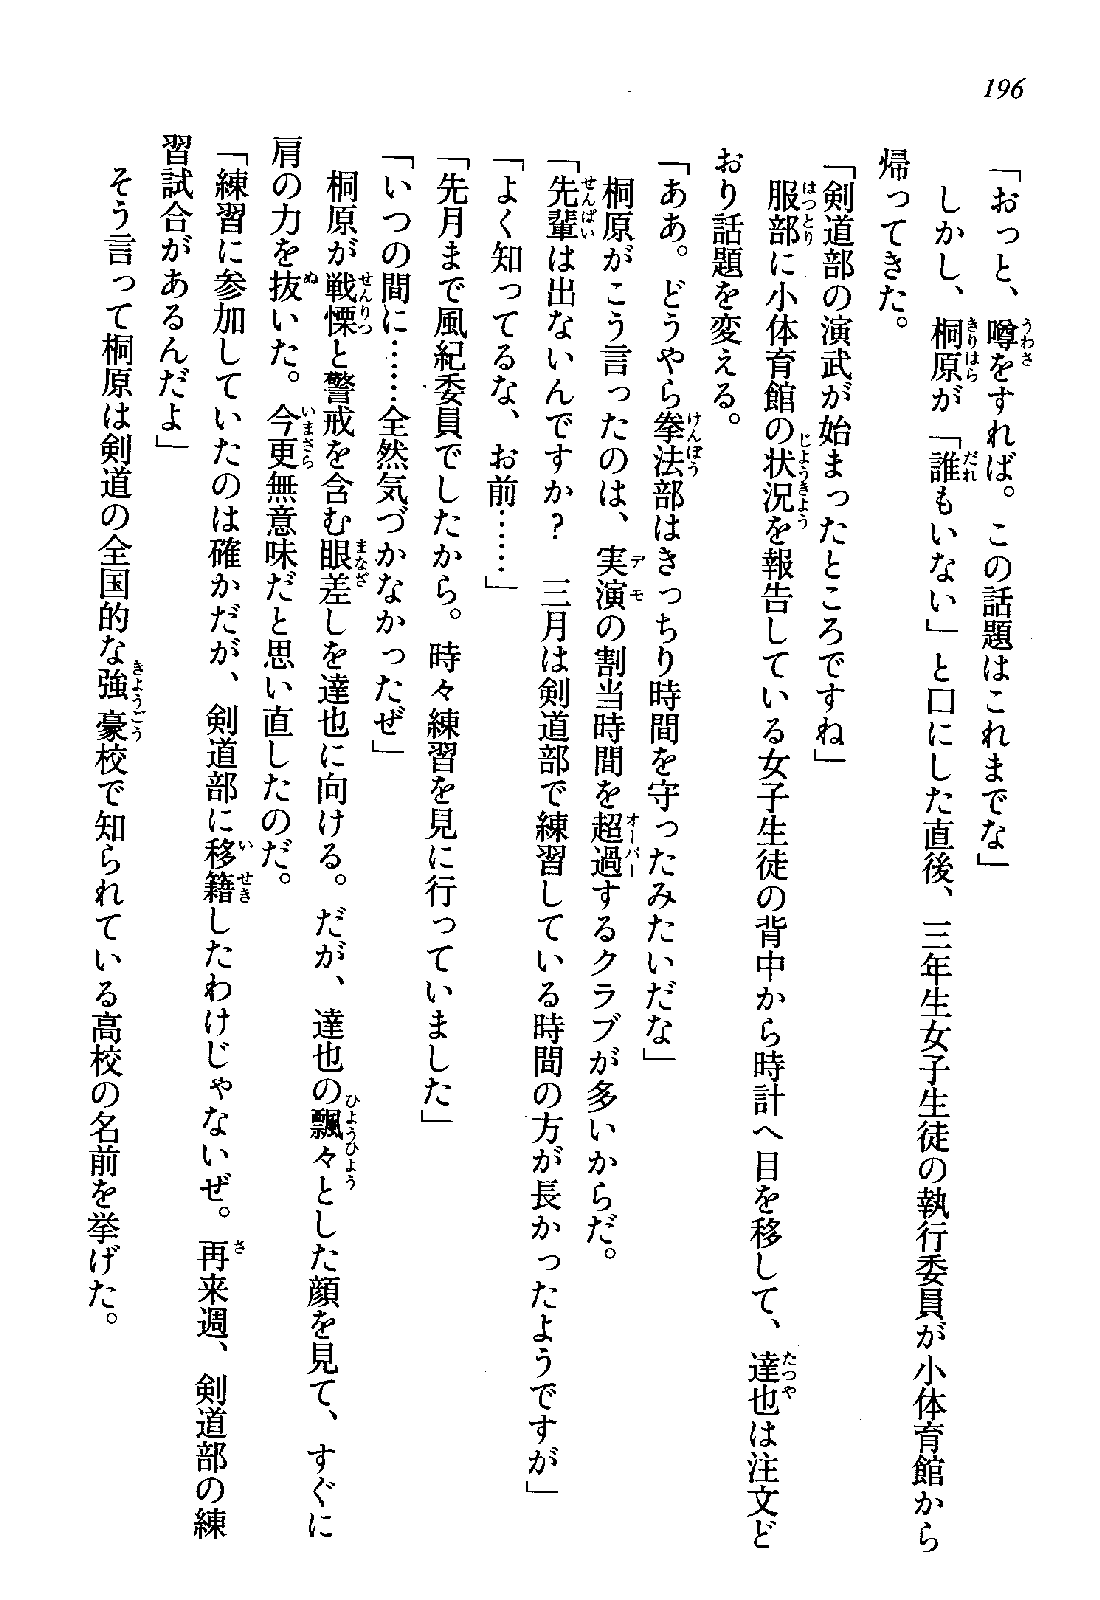 196
「おっと、噂をすれば。この話題はこれまでな」
しかし、桐原が「誰もいない」と口にした直後、三年生女子生徒の執行委員が小体育館から
帰ってきた。
「剣道部の演武が始まったところですね」
服部に小体育館の状況を報告している女子生徒の背中から時計へ目を移して、達也は注文ど
おり話題を変える。
「ああ。どうやら拳法部はきっちり時間を守ったみたいだな」
桐原がこう言ったのは、実演の割当時間を超過するクラブが多いからだ。
「先輩は出ないんですか？　三月は剣道部で練習している時間の方が長かったようですが」
「よく知ってるな、お前……」
「先月まで風紀委員でしたから。時々練習を見に行っていました」
「いつの間に……全然気づかなかったぜ」
桐原が戦慄と警戒を含む眼差しを達也に向ける。だが、達也の飄々とした顔を見て、すぐに
肩の力を抜いた。今更無意味だと思い直したのだ。
「練習に参加していたのは確かだが、剣道部に移籍したわけじゃないぜ。再来週、剣道部の練
習試合があるんだよ」
そう言って桐原は剣道の全国的な強豪校で知られている高校の名前を挙げた。